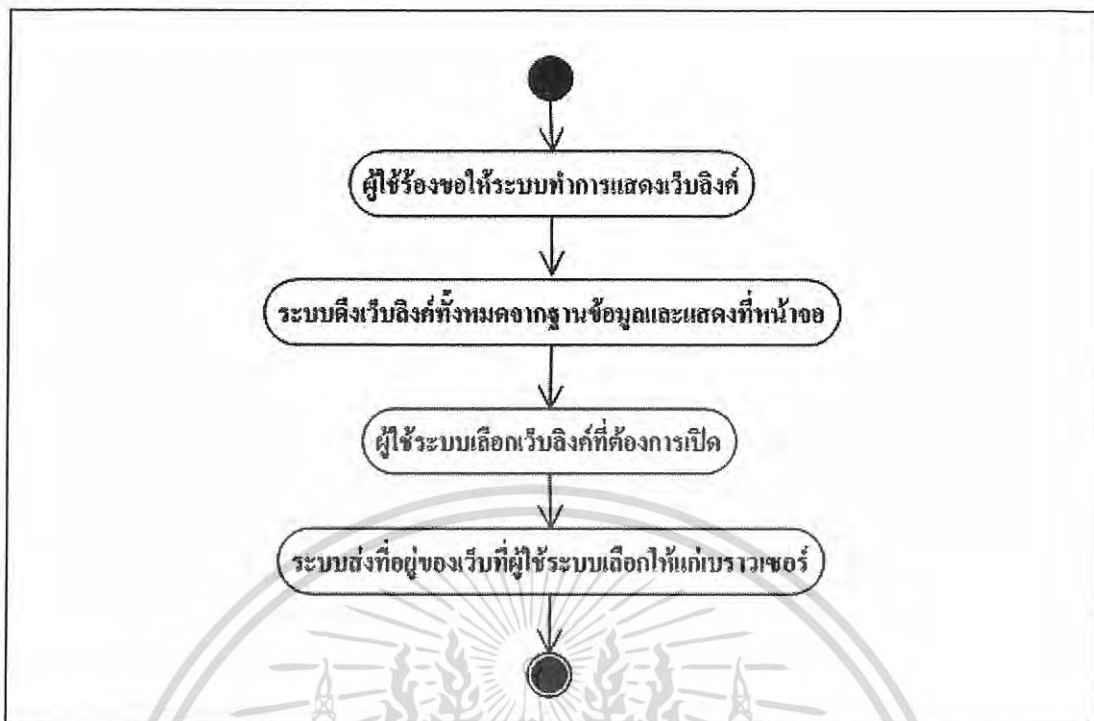 ผู้ใช้ร้องขอให้ระบบทำการแสดงเว็บลิงค์
ระบบดึงเว็บลิงค์ทั้งหมดจากฐานข้อมูลและแสดงที่หน้าจอ
ผู้ใช้ระบบเลือกเว็บลิงค์ที่ต้องการเปิด
ระบบส่งที่อยู่ของเว็บที่ผู้ใช้ระบบเลือกให้แก่เบราวเซอร์